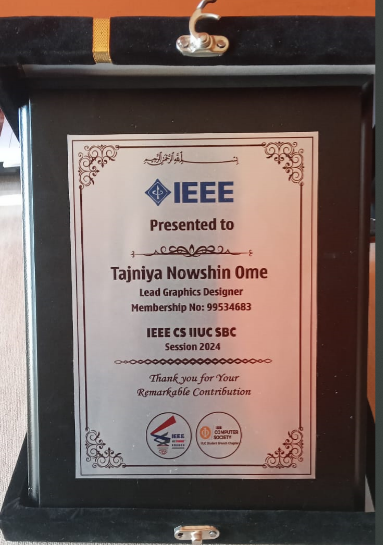 IEEE
Presented to
Tajniya Nowshin Ome
Lead Graphics Designer
Membership No: 99534683
IEEE CS IIUC SBC
Session 2024
Thank you for Your
Remarkable Contribution
IEEE
COMPUTER
SOCIETY